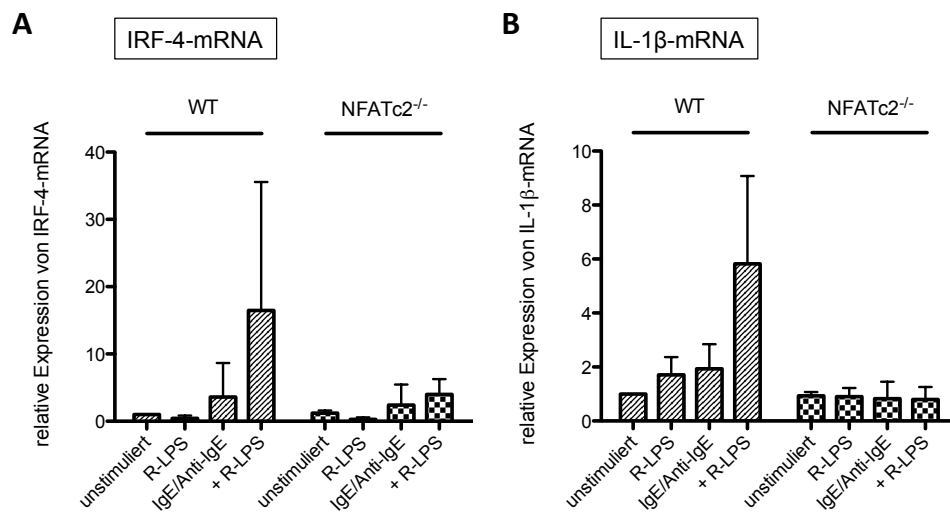 A
IRF-4-mRNA
WT
NFATc2-/-
relative Expression von IRF-4-mRNA
40
30
20
10
0
unstimuliert
R-LPS
IgE/Anti-IgE
+ R-LPS
unstimuliert
R-LPS
IgE/Anti-IgE
+ R-LPS
B
IL-1β-mRNA
WT
NFATc2-/-
relative Expression von IL-1β-mRNA
10
8
6
4
2
0
unstimuliert
R-LPS
IgE/Anti-IgE
+ R-LPS
unstimuliert
R-LPS
IgE/Anti-IgE
+ R-LPS